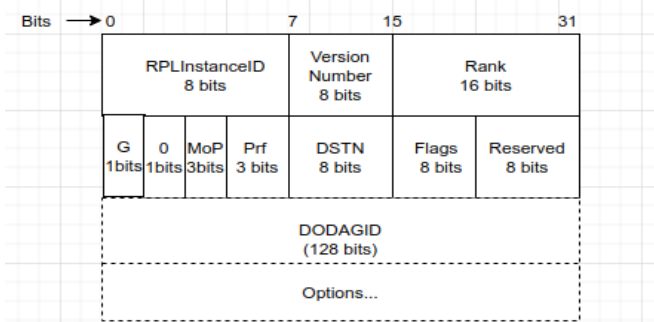 Bits 0 7 15 31
RPLInstanceID
8 bits
Version
Number
8 bits
Rank
16 bits
G
1bits
0
1bits
MoP
3bits
Prf
3 bits
DSTN
8 bits
Flags
8 bits
Reserved
8 bits
DODAGID
(128 bits)
Options...